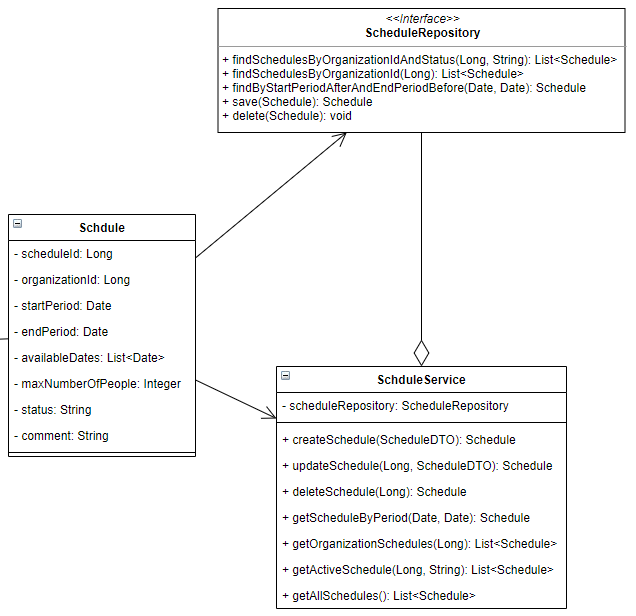 <<Interface>>
ScheduleRepository
+ findSchedulesByOrganizationIdAndStatus(Long, String): List<Schedule>
+ findSchedulesByOrganizationId(Long): List<Schedule>
+ findByStartPeriodAfterAndEndPeriodBefore(Date, Date): Schedule
+ save(Schedule): Schedule
+ delete(Schedule): void
Schdule
- scheduleId: Long
- organizationId: Long
- startPeriod: Date
- endPeriod: Date
- availableDates: List<Date>
- maxNumberOfPeople: Integer
- status: String
- comment: String
SchduleService
- scheduleRepository: ScheduleRepository
+ createSchedule(ScheduleDTO): Schedule
+ updateSchedule(Long, ScheduleDTO): Schedule
+ deleteSchedule(Long): Schedule
+ getScheduleByPeriod(Date, Date): Schedule
+ getOrganizationSchedules(Long): List<Schedule>
+ getActiveSchedule(Long, String): List<Schedule>
+ getAllSchedules(): List<Schedule>